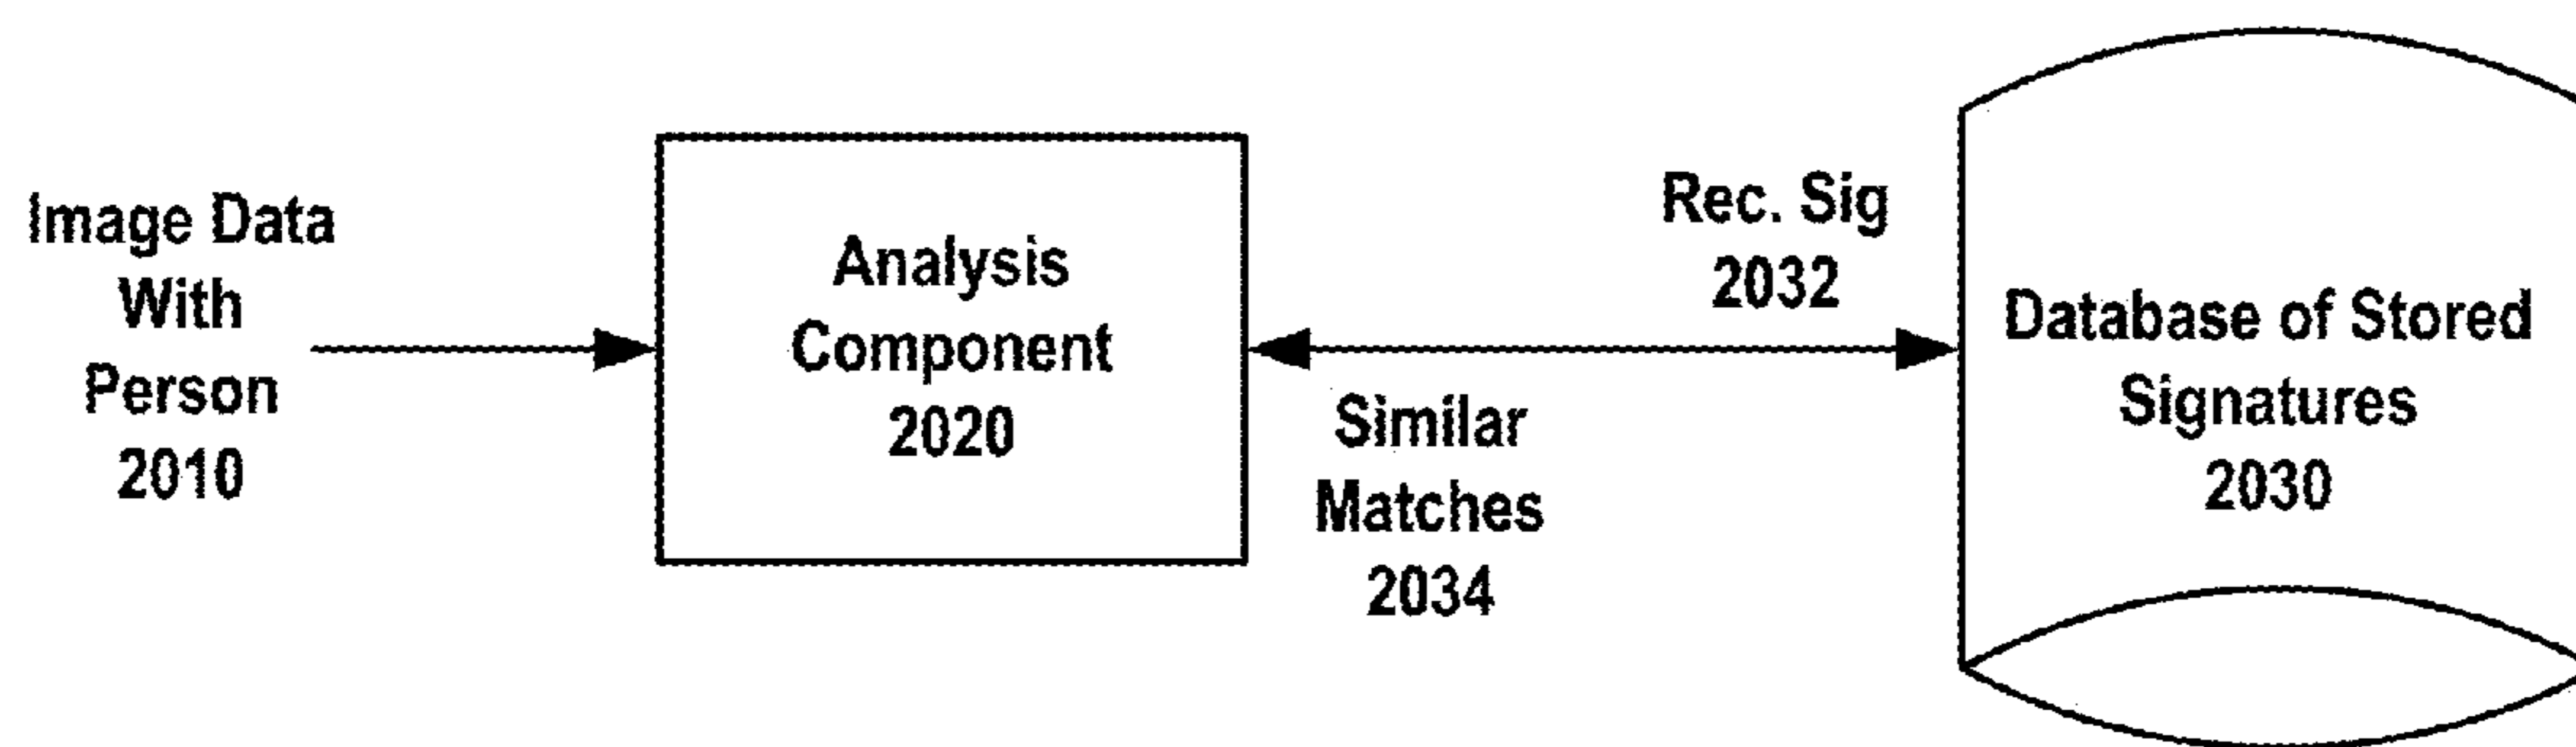 Image Data
With
Person
2010
Analysis
Component
2020
Rec. Sig
2032
Similar
Matches
2034
Database of Stored
Signatures
2030